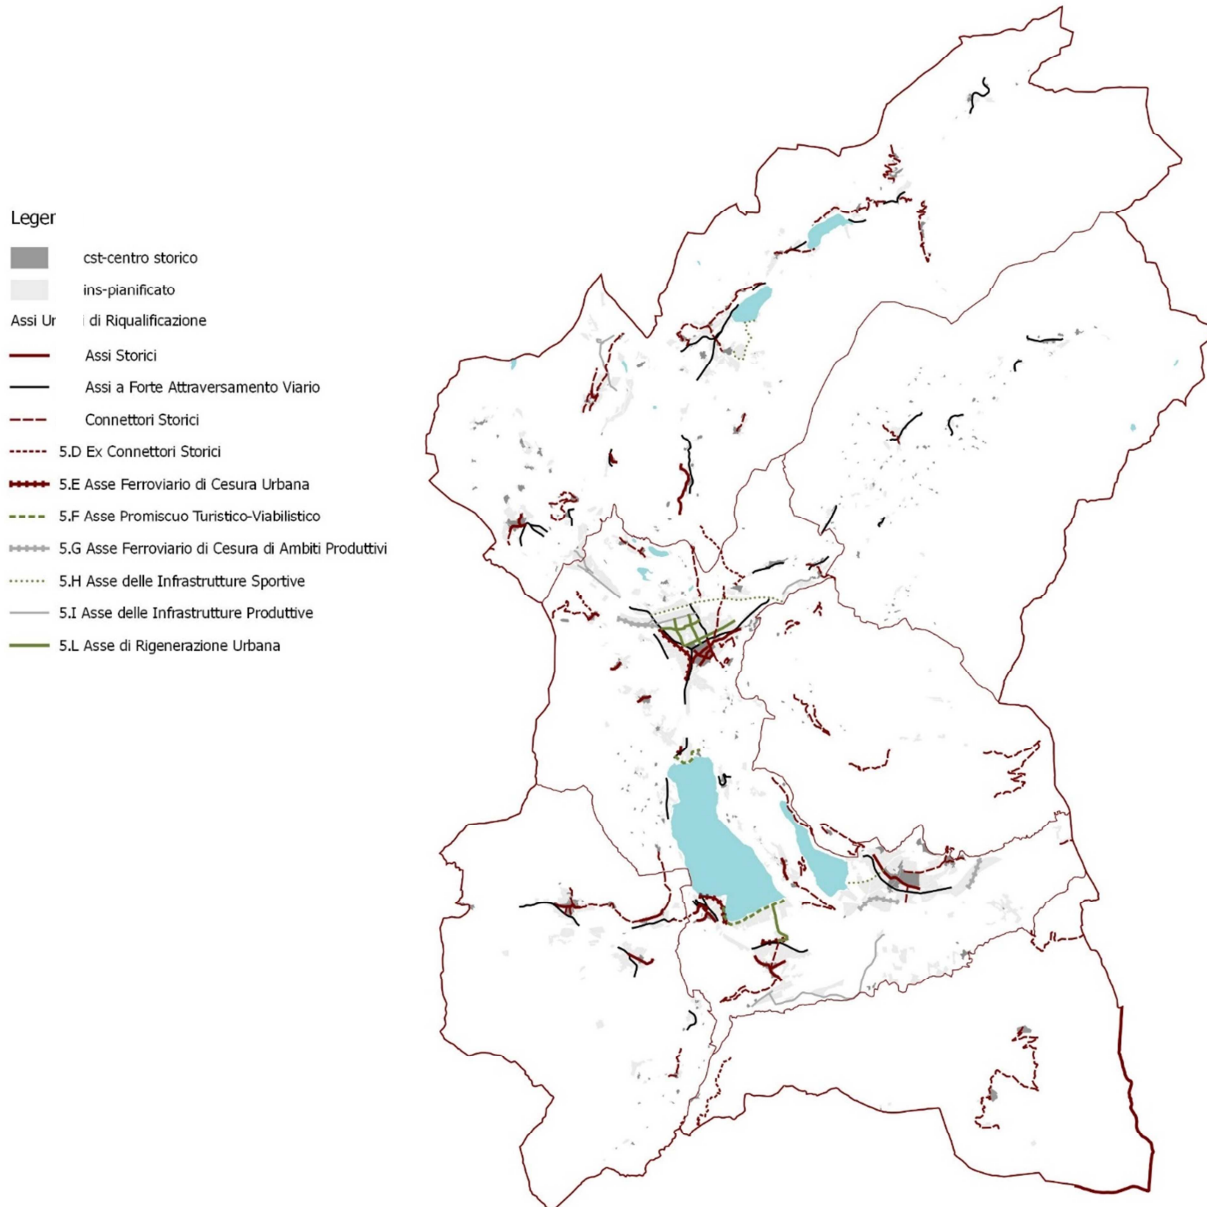 Leger
cst-centro storico
ins-pianificato
Assi Ur di Riqualificazione
Assi Storici
Assi a Forte Attraversamento Viario
Connettori Storici
5.D Ex Connettori Storici
5.E Asse Ferroviario di Cesura Urbana
5.F Asse Promiscuo Turistico-Viabilistico
5.G Asse Ferroviario di Cesura di Ambiti Produttivi
5.H Asse delle Infrastrutture Sportive
5.I Asse delle Infrastrutture Produttive
5.L Asse di Rigenerazione Urbana